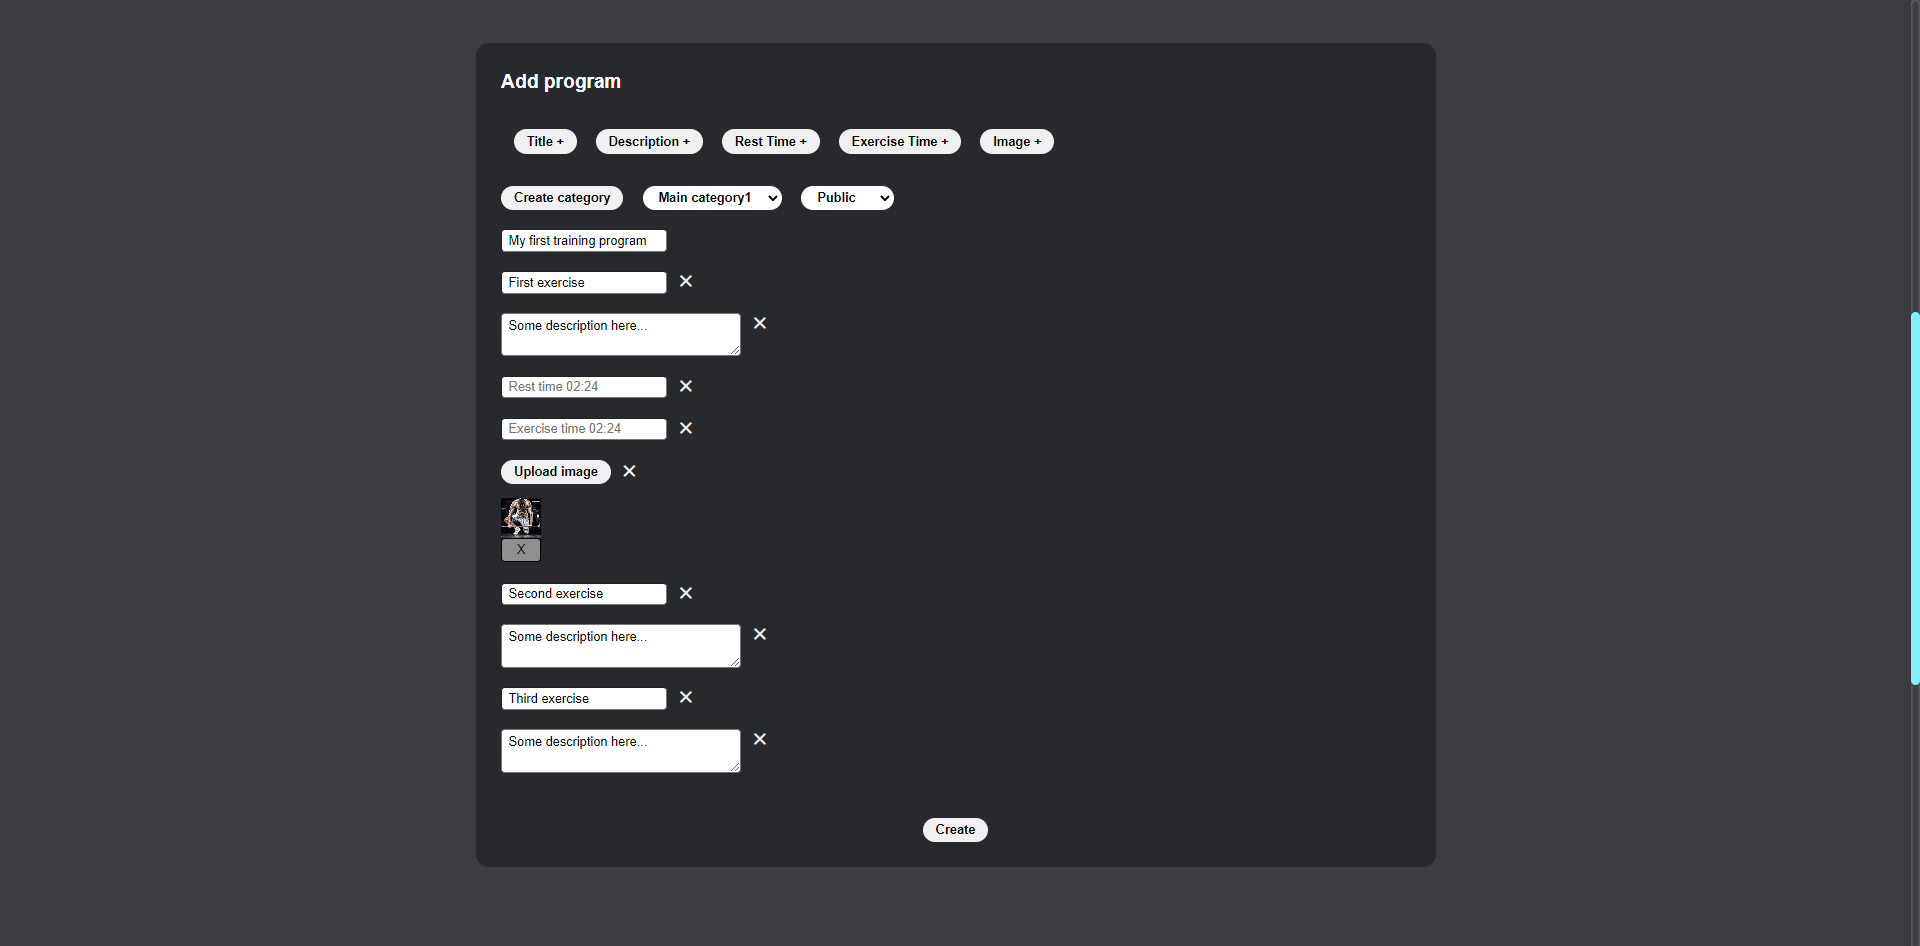 Add program
Title + Description + Rest Time + Exercise Time + Image +
Create category Main category1 Public
My first training program
First exercise ✕
Some description here... ✕
Rest time 02:24 ✕
Exercise time 02:24 ✕
Upload image ✕
X
Second exercise ✕
Some description here... ✕
Third exercise ✕
Some description here... ✕
Create